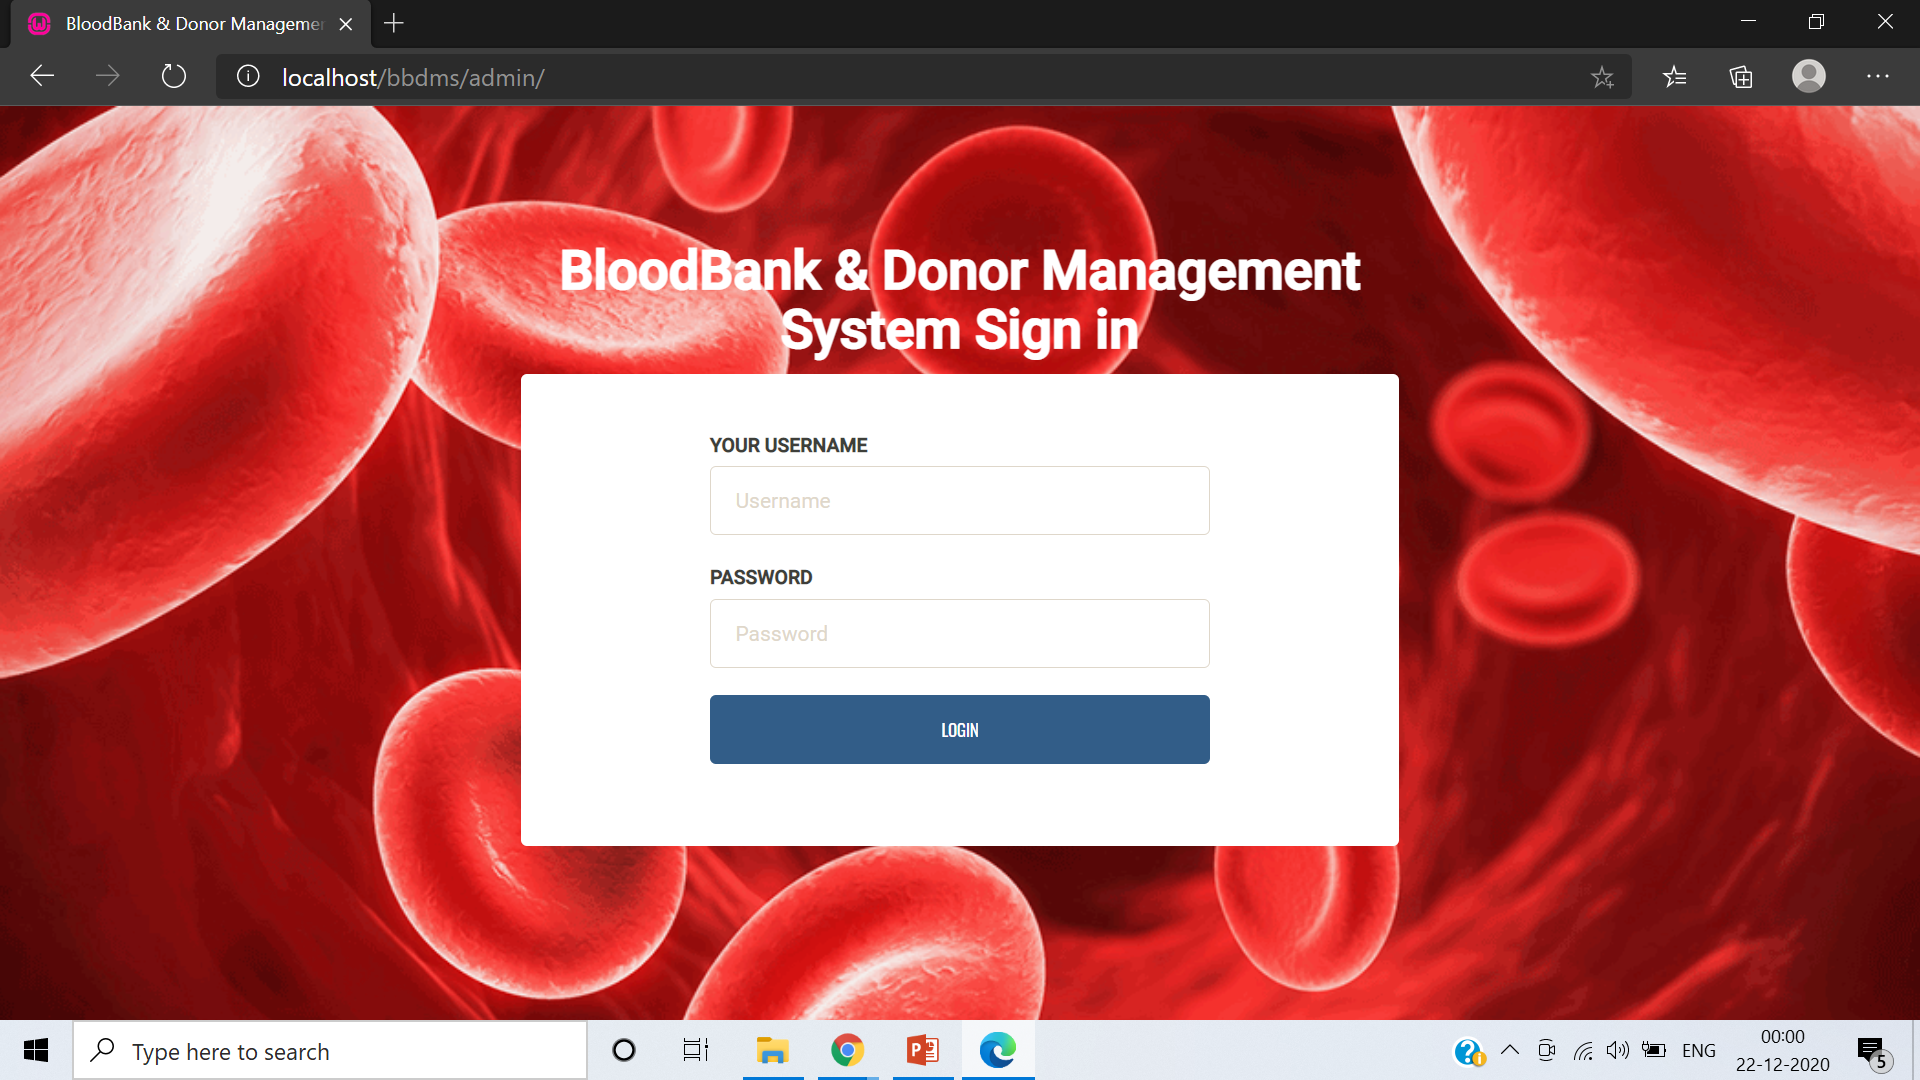 BloodBank & Donor Managemen
localhost/bbdms/admin/
BloodBank & Donor Management
System Sign in
YOUR USERNAME
Username
PASSWORD
Password
LOGIN
Type here to search
ENG
00:00
22-12-2020
5